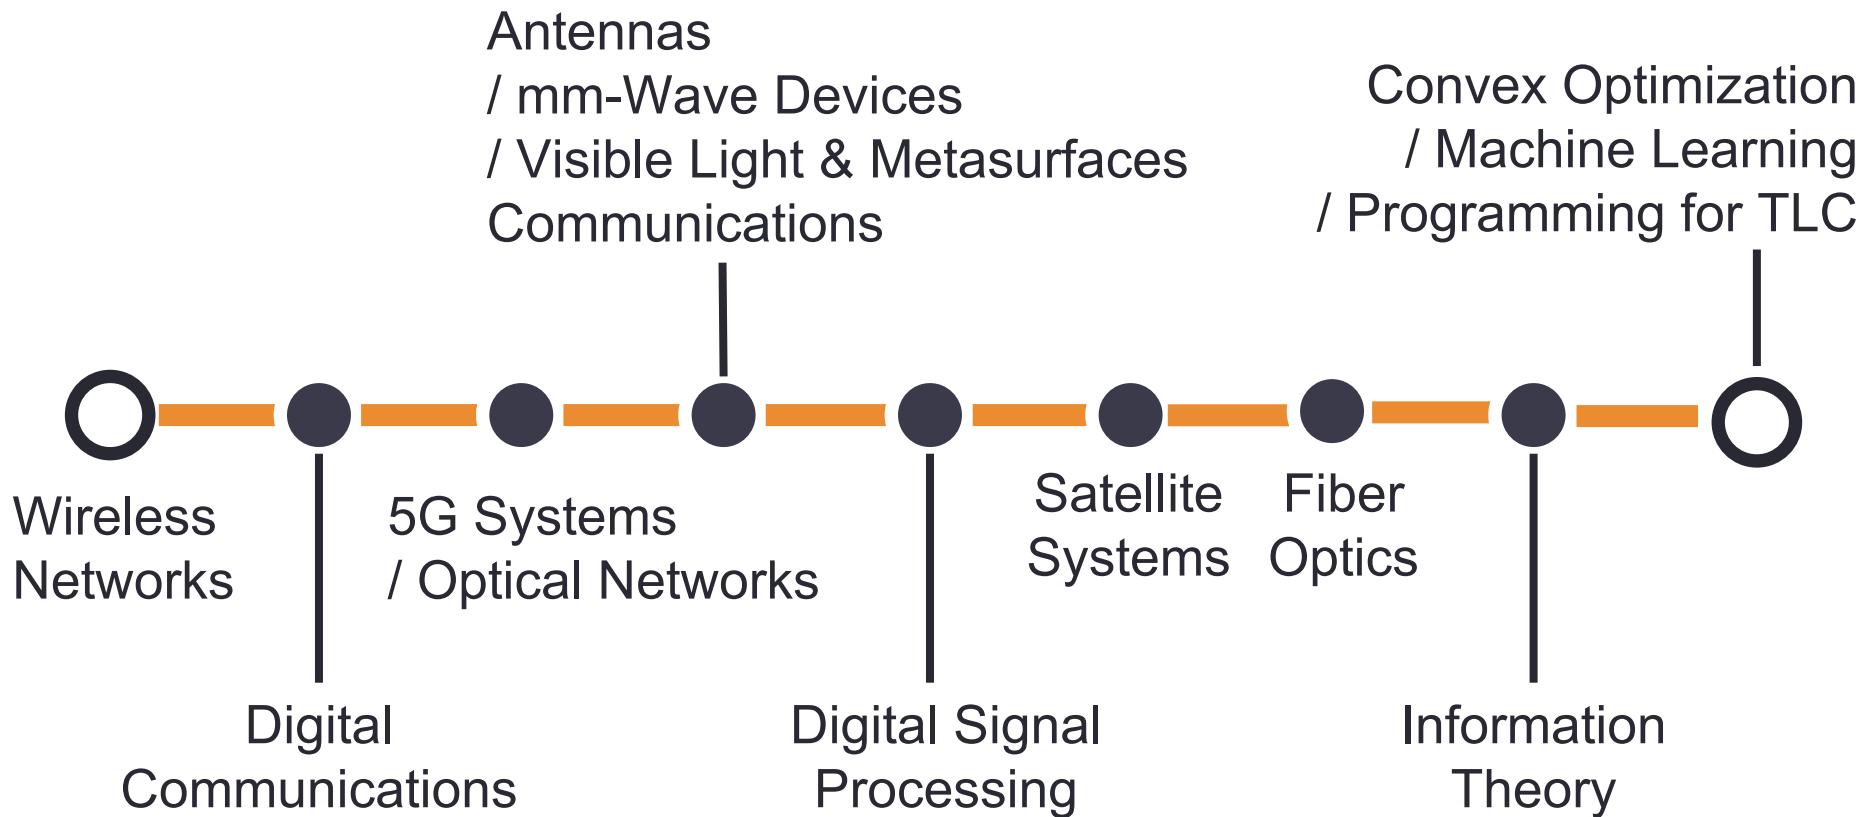 Antennas
/ mm-Wave Devices
/ Visible Light & Metasurfaces
Communications
Convex Optimization
/ Machine Learning
/ Programming for TLC
Wireless
Networks
5G Systems
/ Optical Networks
Satellite
Systems
Fiber
Optics
Digital
Communications
Digital Signal
Processing
Information
Theory